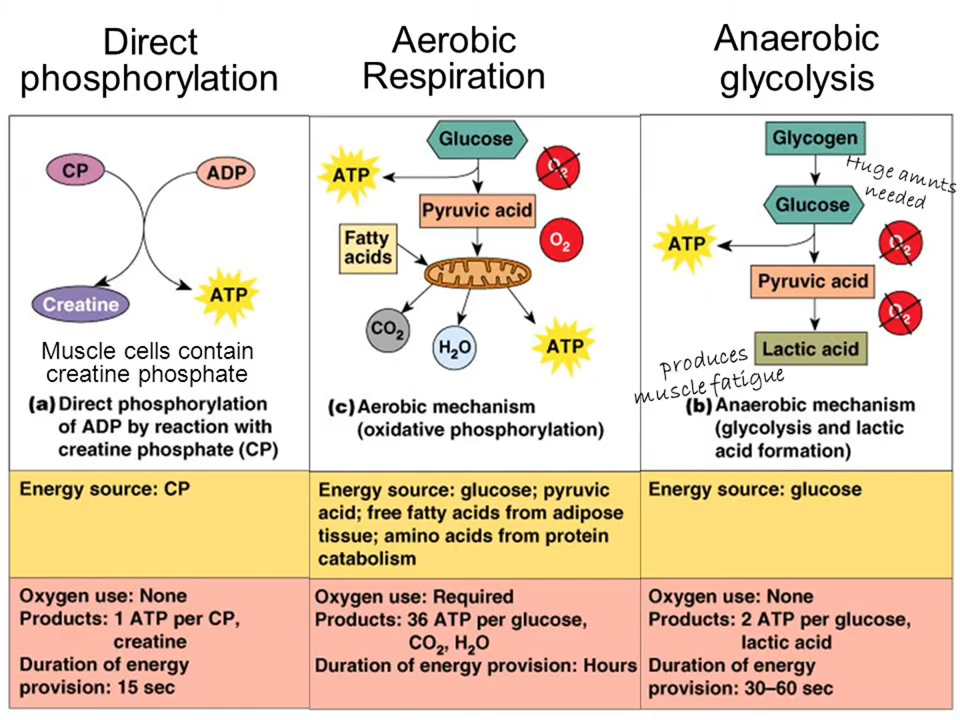 Direct
phosphorylation
Aerobic
Respiration
Anaerobic
glycolysis
CP
ADP
Creatine
ATP
Muscle cells contain
creatine phosphate
(a) Direct phosphorylation
of ADP by reaction with
creatine phosphate (CP)
Glucose
O2
ATP
Pyruvic acid
O2
Fatty
acids
CO2
H2O
ATP
(c) Aerobic mechanism
(oxidative phosphorylation)
Glycogen
Huge amnts
needed
Glucose
ATP
O2
Pyruvic acid
O2
Lactic acid
Produces
muscle fatigue
(b) Anaerobic mechanism
(glycolysis and lactic
acid formation)
Energy source: CP
Energy source: glucose; pyruvic
acid; free fatty acids from adipose
tissue; amino acids from protein
catabolism
Energy source: glucose
Oxygen use: None
Products: 1 ATP per CP,
creatine
Duration of energy
provision: 15 sec
Oxygen use: Required
Products: 36 ATP per glucose,
CO2, H2O
Duration of energy provision: Hours
Oxygen use: None
Products: 2 ATP per glucose,
lactic acid
Duration of energy
provision: 30–60 sec